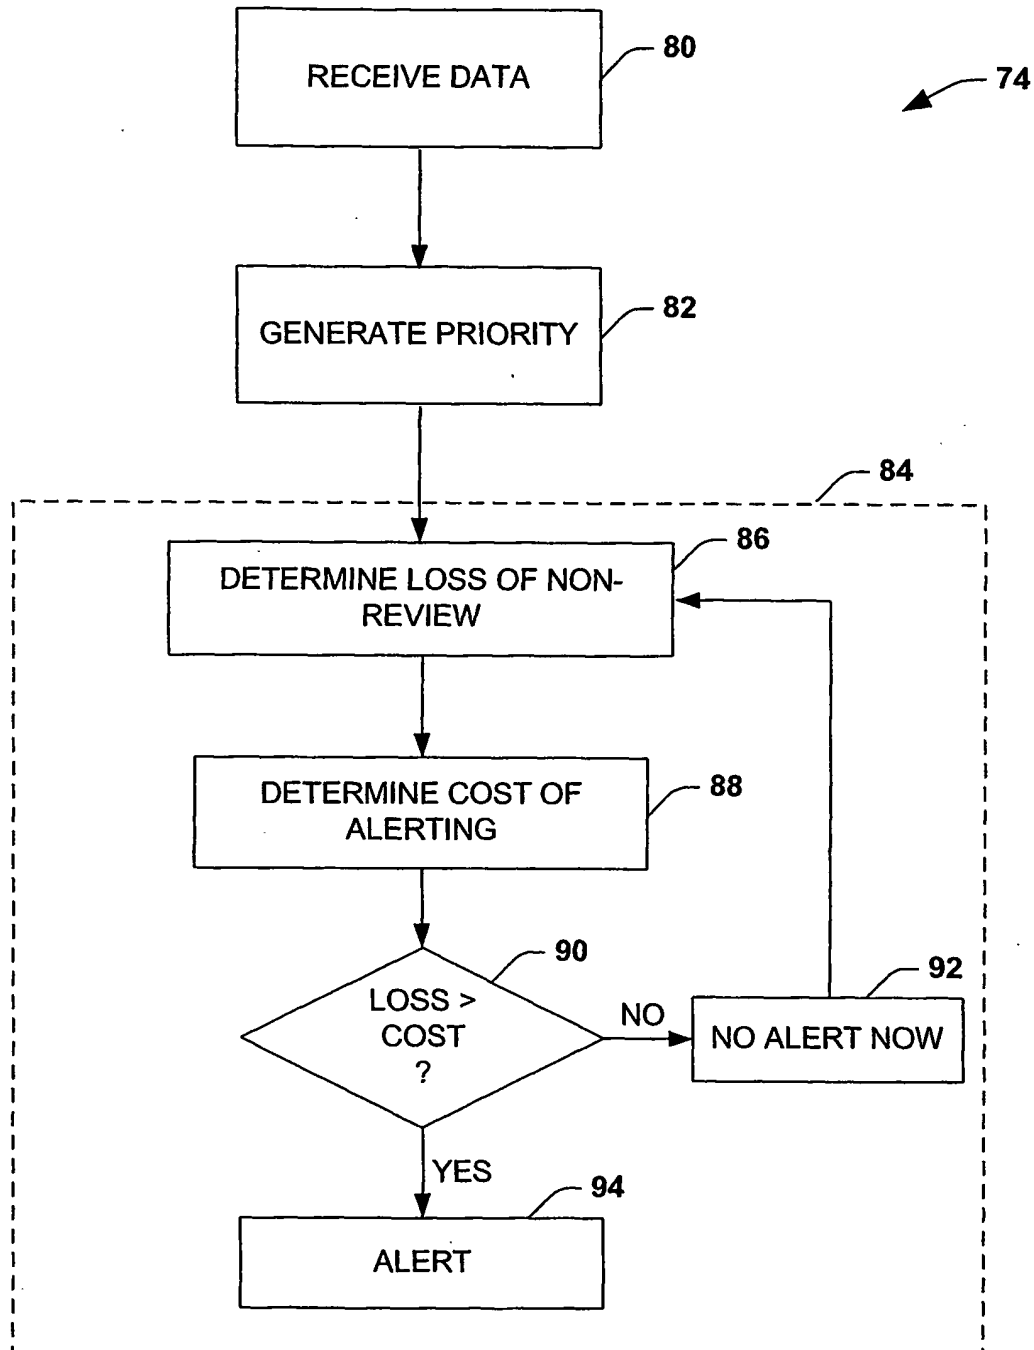 80
RECEIVE DATA
74
82
GENERATE PRIORITY
84
86
DETERMINE LOSS OF NON-
REVIEW
88
DETERMINE COST OF
ALERTING
90
LOSS >
COST
?
NO
92
NO ALERT NOW
YES
94
ALERT